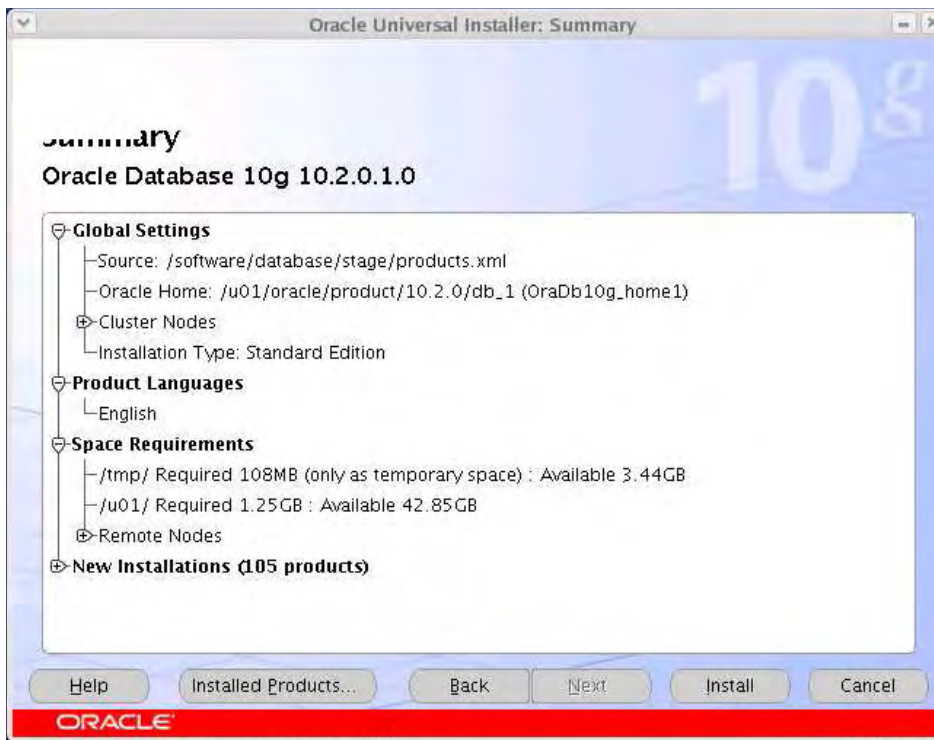 Oracle Universal Installer: Summary
10g
Summary
Oracle Database 10g 10.2.0.1.0
Global Settings
Source: /software/database/stage/products.xml
Oracle Home: /u01/oracle/product/10.2.0/db_1 (OraDb10g_home1)
Cluster Nodes
Installation Type: Standard Edition
Product Languages
English
Space Requirements
/tmp/ Required 108MB (only as temporary space) : Available 3.44GB
/u01/ Required 1.25GB : Available 42.85GB
Remote Nodes
New Installations (105 products)
Help
Installed Products...
Back
Next
Install
Cancel
ORACLE